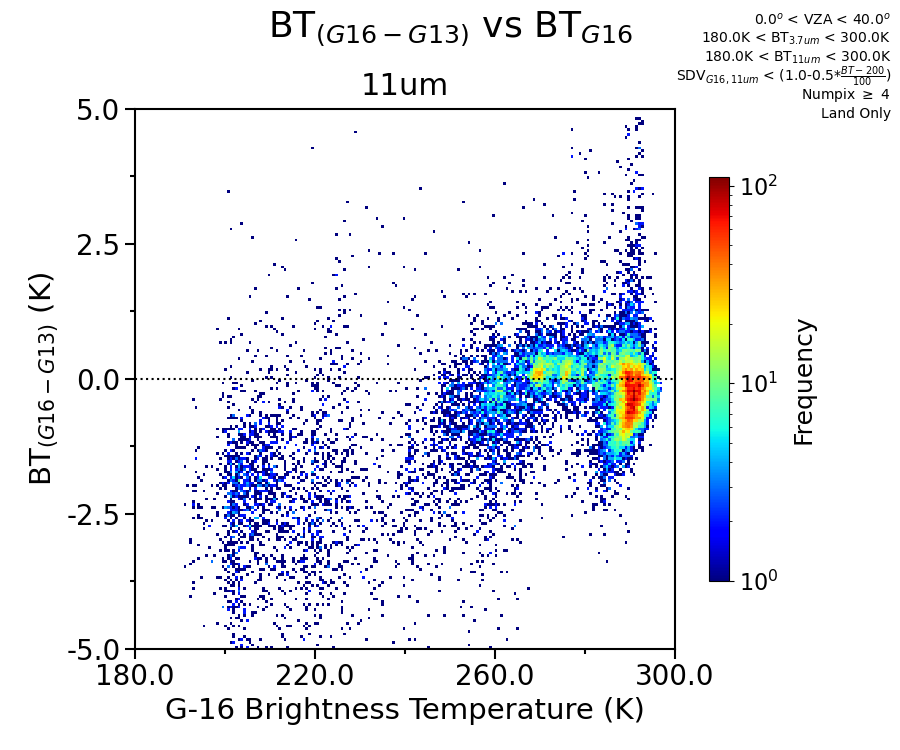 BT(G16 − G13) vs BTG16
11um
0.0° < VZA < 40.0°
180.0K < BT3.7um < 300.0K
180.0K < BT11um < 300.0K
SDVG16, 11um < (1.0-0.5*BT − 200/100)
Numpix ≥ 4
Land Only
5.0
2.5
0.0
-2.5
-5.0
BT(G16 − G13) (K)
180.0 220.0 260.0 300.0
G-16 Brightness Temperature (K)
10²
10¹
10⁰
Frequency